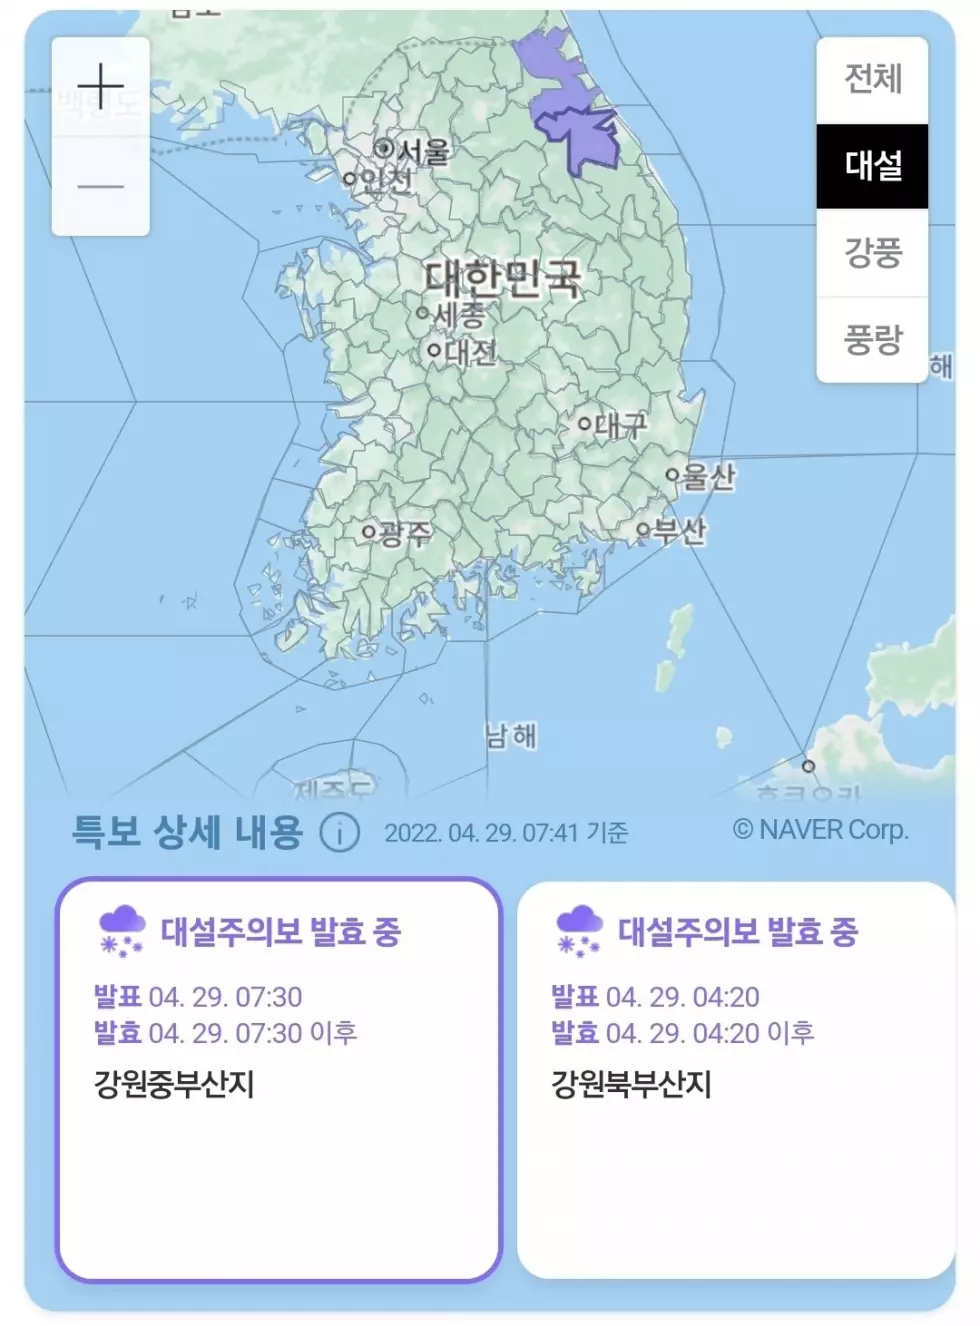 백령도
전체
대설
강풍
풍랑
서울
인천
대한민국
세종
대전
해
대구
울산
부산
광주
남해
제주도
후쿠오카
특보 상세 내용
2022. 04. 29. 07:41 기준
© NAVER Corp.
대설주의보 발효 중
발표 04. 29. 07:30
발효 04. 29. 07:30 이후
강원중부산지
대설주의보 발효 중
발표 04. 29. 04:20
발효 04. 29. 04:20 이후
강원북부산지